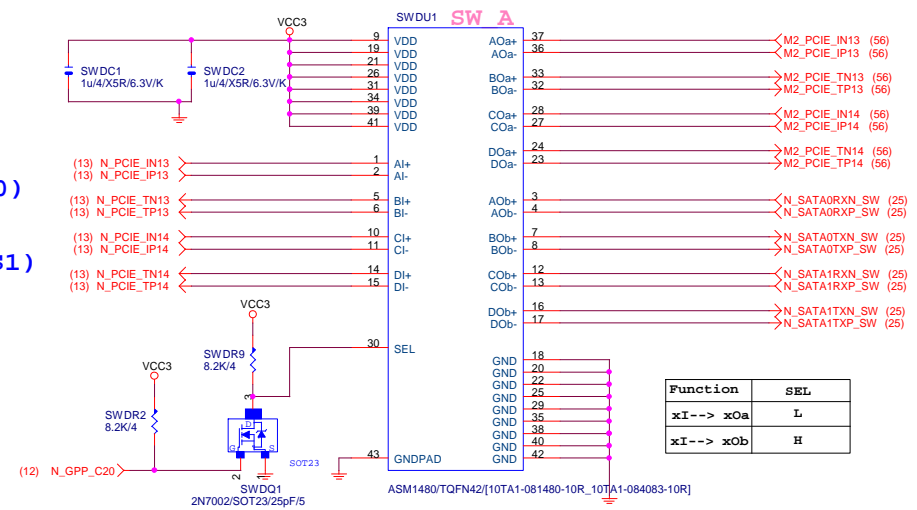 SWDU1 SW A
VCC3
SWDC1
1u/4/X5R/6.3V/K
SWDC2
1u/4/X5R/6.3V/K
9 VDD
19 VDD
21 VDD
26 VDD
31 VDD
34 VDD
39 VDD
41 VDD
AOa+ 37 M2_PCIE_IN13 (56)
AOa- 36 M2_PCIE_IP13 (56)
BOa+ 33 M2_PCIE_TN13 (56)
BOa- 32 M2_PCIE_TP13 (56)
COa+ 28 M2_PCIE_IN14 (56)
COa- 27 M2_PCIE_IP14 (56)
DOa+ 24 M2_PCIE_TN14 (56)
DOa- 23 M2_PCIE_TP14 (56)
(13) N_PCIE_IN13 1 AI+
(13) N_PCIE_IP13 2 AI-
0)
(13) N_PCIE_TN13 5 BI+
(13) N_PCIE_TP13 6 BI-
(13) N_PCIE_IN14 10 CI+
(13) N_PCIE_IP14 11 CI-
S1)
(13) N_PCIE_TN14 14 DI+
(13) N_PCIE_TP14 15 DI-
AOb+ 3 N_SATA0RXN_SW (25)
AOb- 4 N_SATA0RXP_SW (25)
BOb+ 7 N_SATA0TXN_SW (25)
BOb- 8 N_SATA0TXP_SW (25)
COb+ 12 N_SATA1RXN_SW (25)
COb- 13 N_SATA1RXP_SW (25)
DOb+ 16 N_SATA1TXN_SW (25)
DOb- 17 N_SATA1TXP_SW (25)
VCC3
SWDR9
8.2K/4
30 SEL
VCC3
SWDR2
8.2K/4
3
D
G S
2 1
SOT23
(12) N_GPP_C20
SWDQ1
2N7002/SOT23/25pF/5
43 GNDPAD
GND 18
GND 20
GND 22
GND 25
GND 29
GND 35
GND 38
GND 40
GND 42
ASM1480/TQFN42/[10TA1-081480-10R_10TA1-084083-10R]
Function SEL
xI--> xOa L
xI--> xOb H